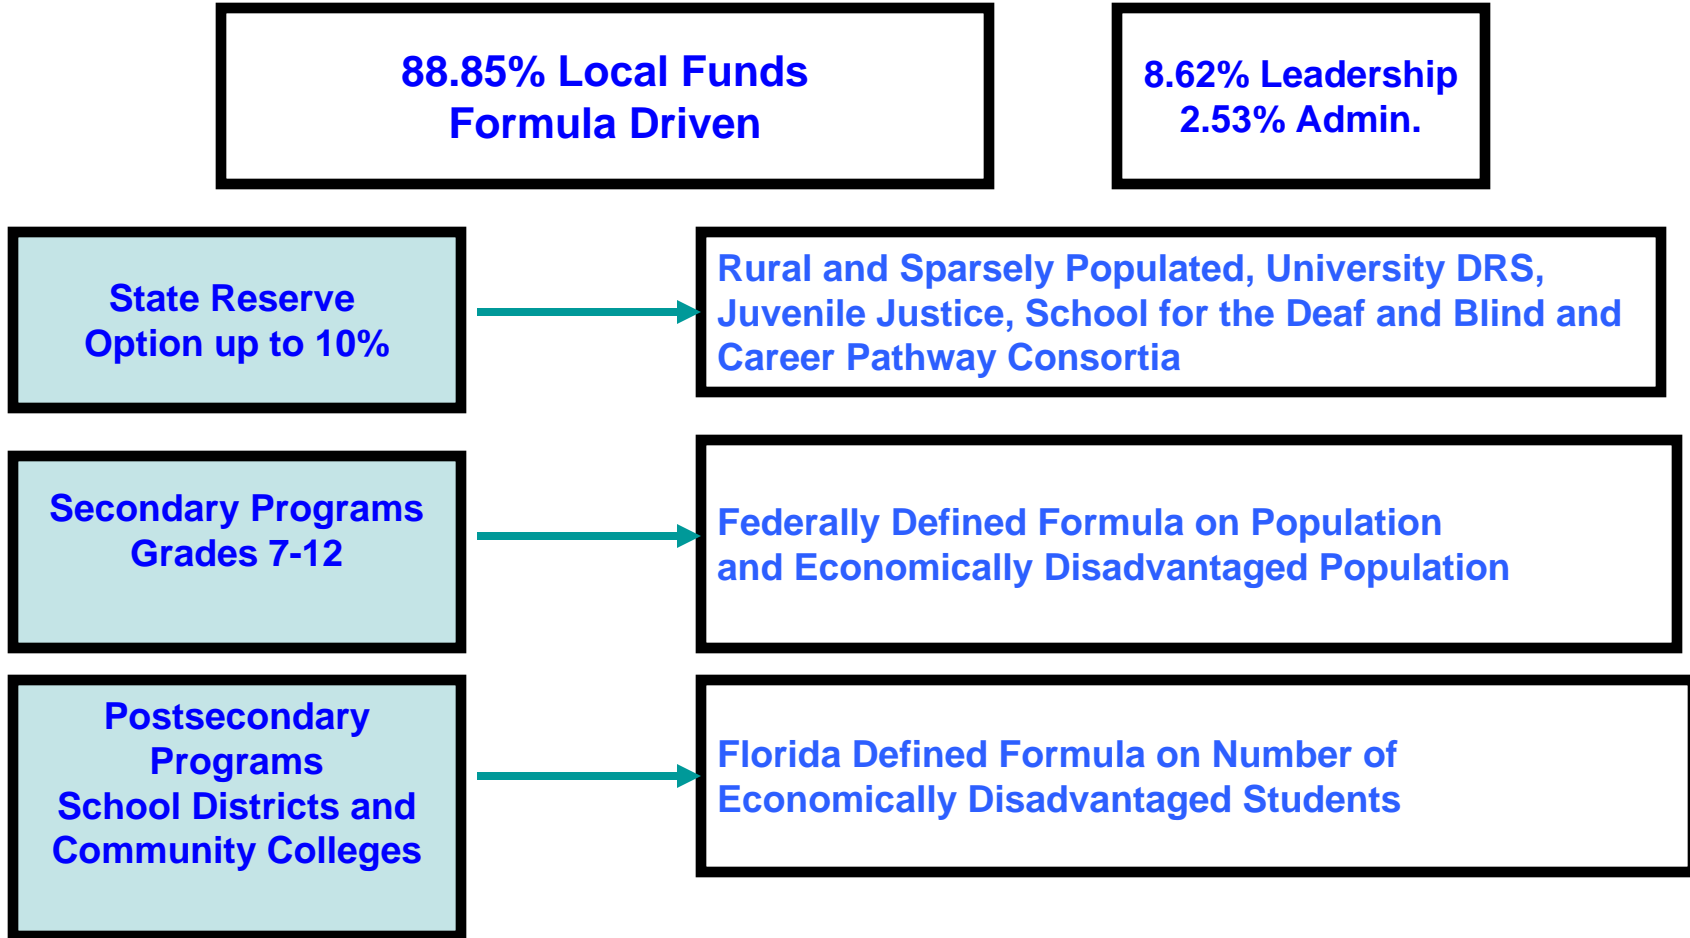 88.85% Local Funds
Formula Driven
8.62% Leadership
2.53% Admin.
State Reserve
Option up to 10%
Rural and Sparsely Populated, University DRS,
Juvenile Justice, School for the Deaf and Blind and
Career Pathway Consortia
Secondary Programs
Grades 7-12
Federally Defined Formula on Population
and Economically Disadvantaged Population
Postsecondary
Programs
School Districts and
Community Colleges
Florida Defined Formula on Number of
Economically Disadvantaged Students